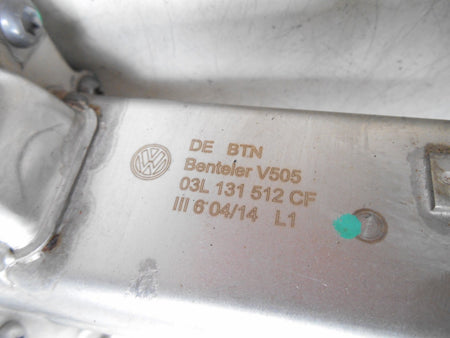 DE BTN
Benteler V505
03L 131 512 CF
III 6 04/14 L1